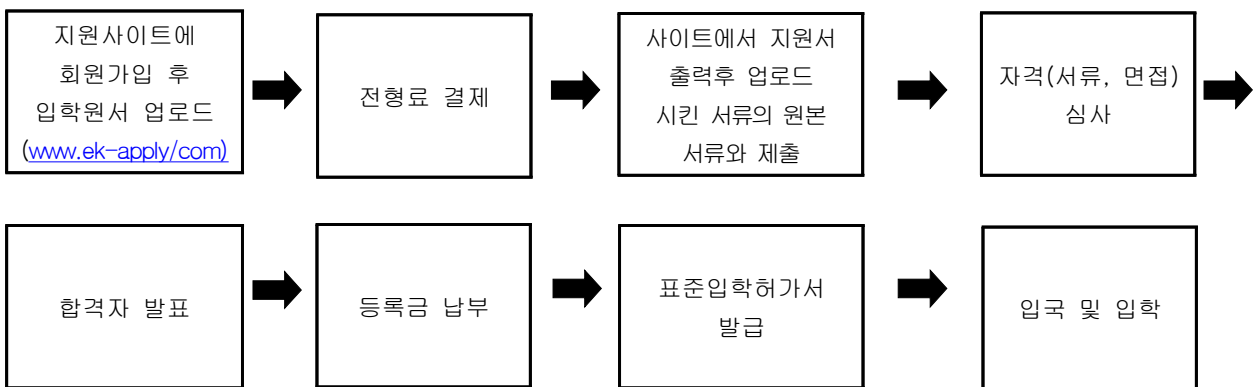 지원사이트에
회원가입 후
입학원서 업로드
(www.ek-apply/com)
전형료 결제
사이트에서 지원서
출력후 업로드
시킨 서류의 원본
서류와 제출
자격(서류, 면접)
심사
합격자 발표
등록금 납부
표준입학허가서
발급
입국 및 입학